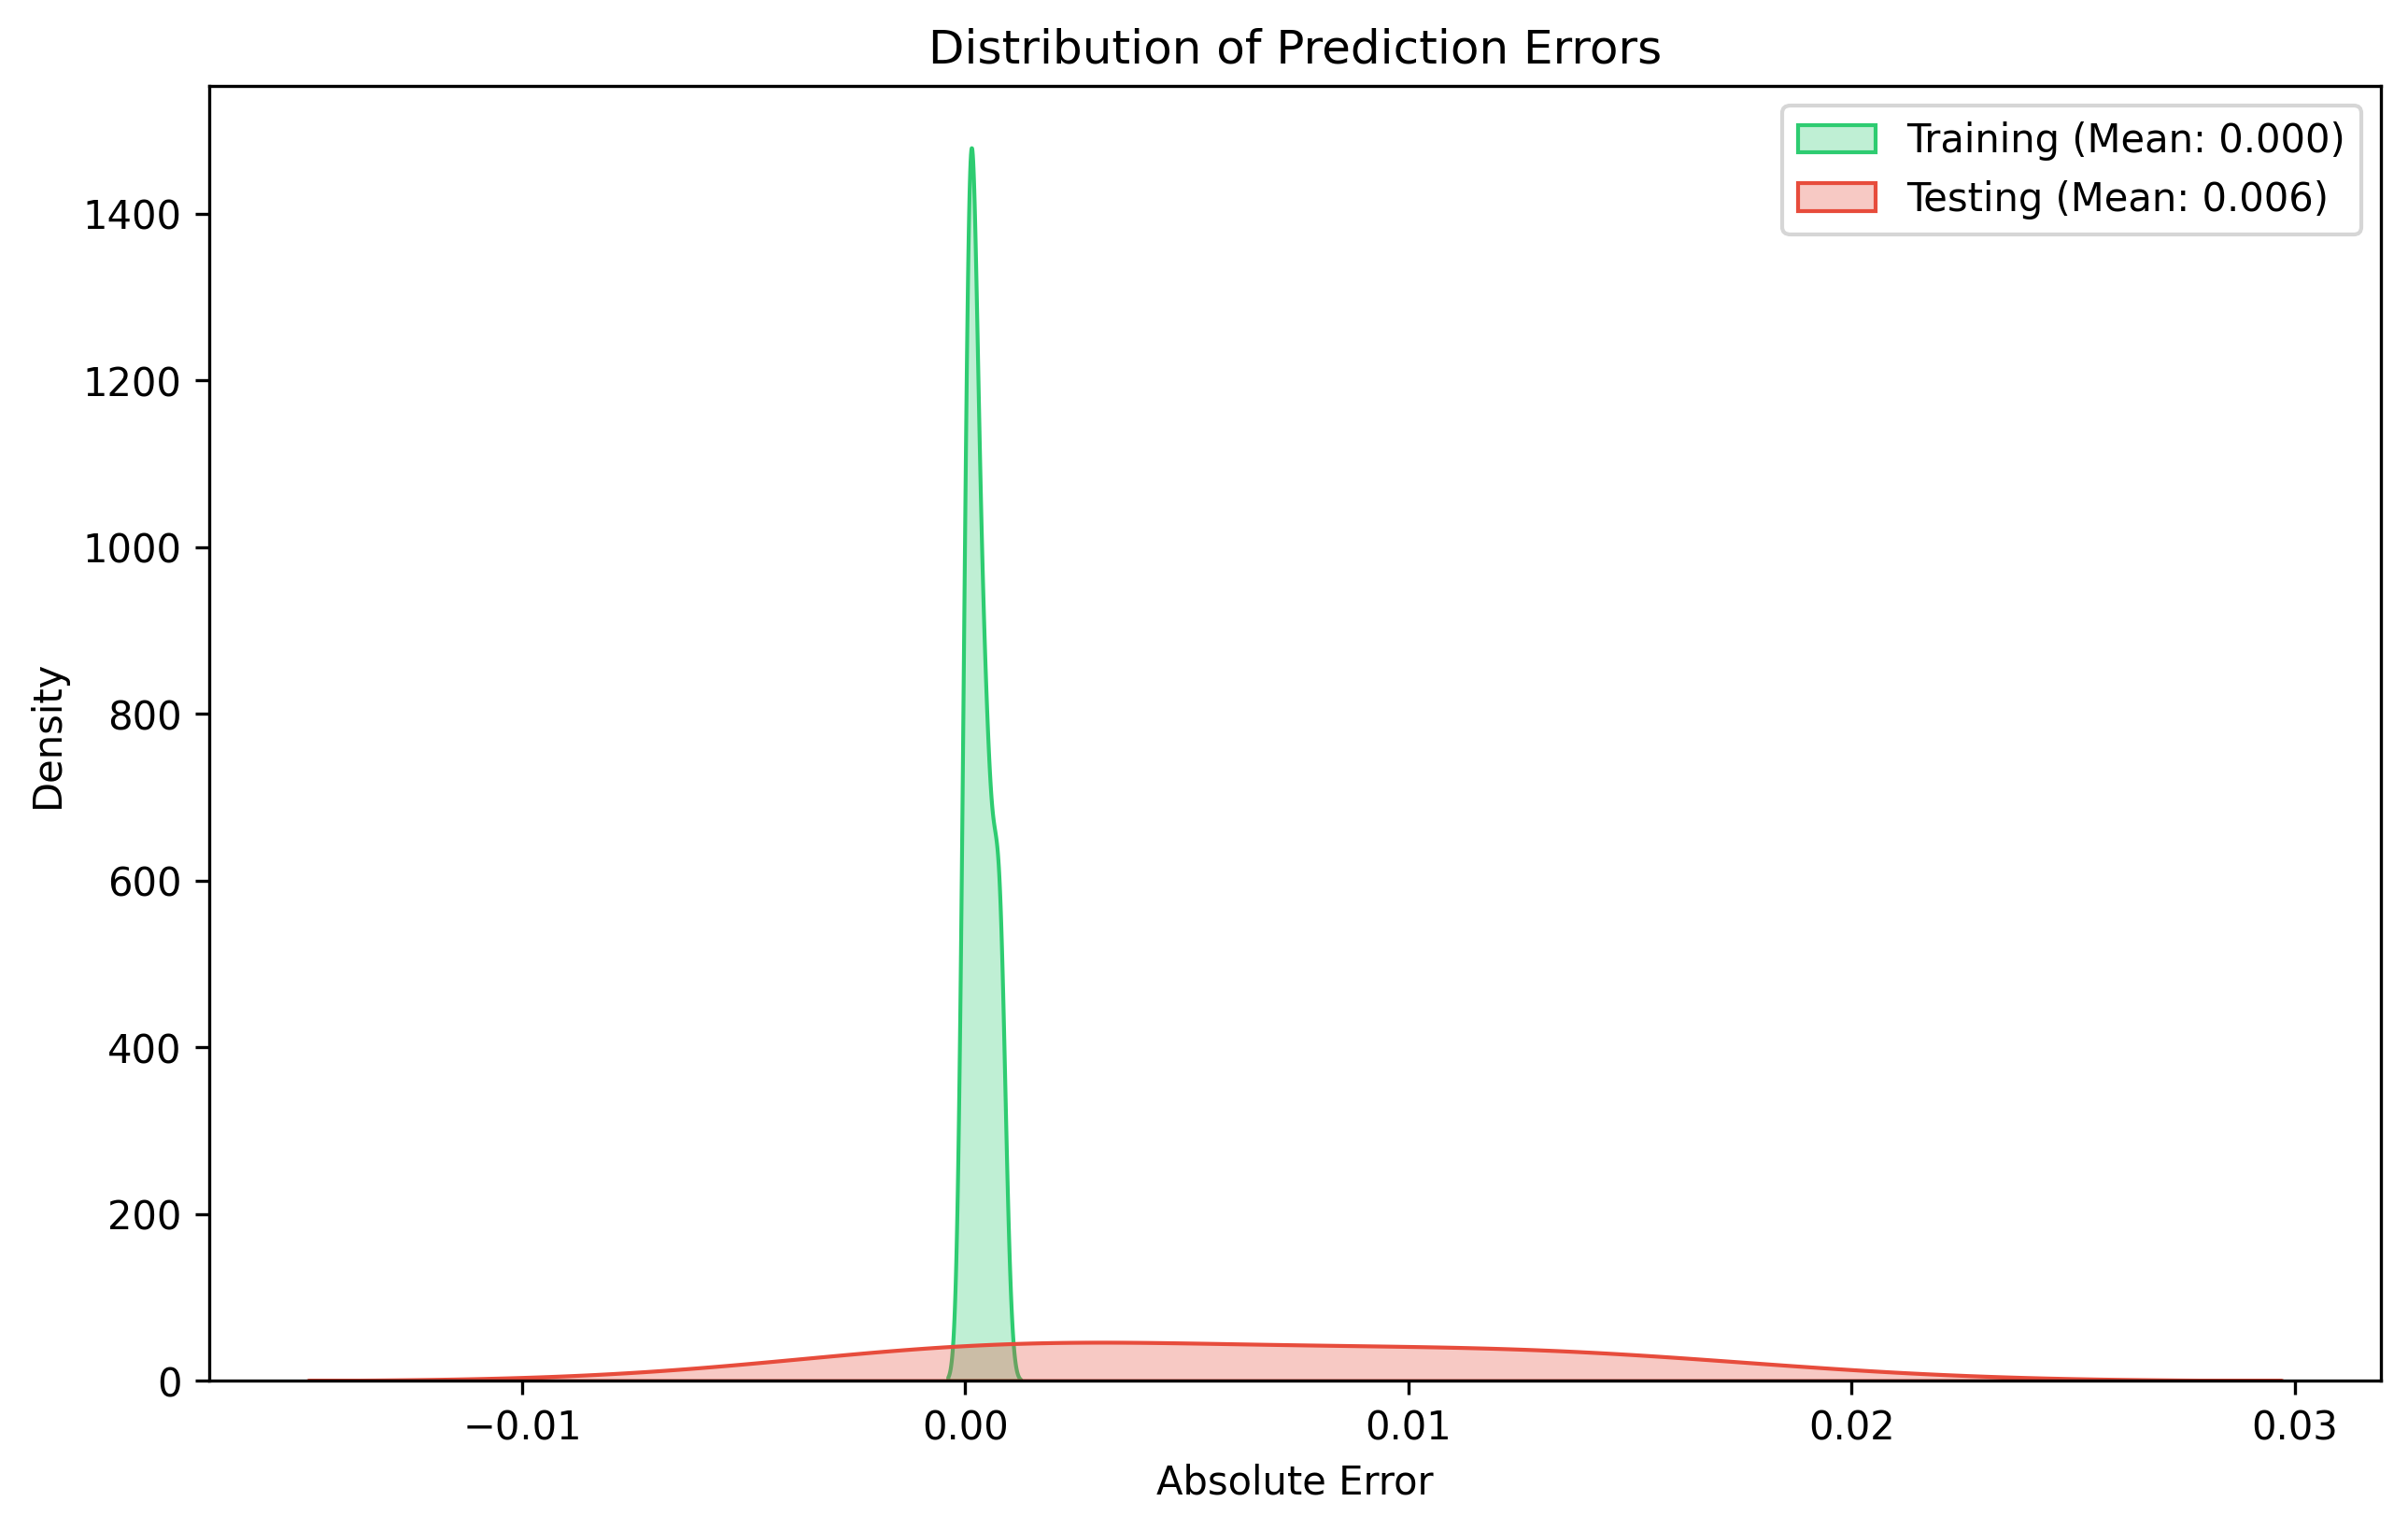 Distribution of Prediction Errors
Training (Mean: 0.000)
Testing (Mean: 0.006)
1400
1200
1000
800
600
400
200
0
Density
−0.01
0.00
0.01
0.02
0.03
Absolute Error